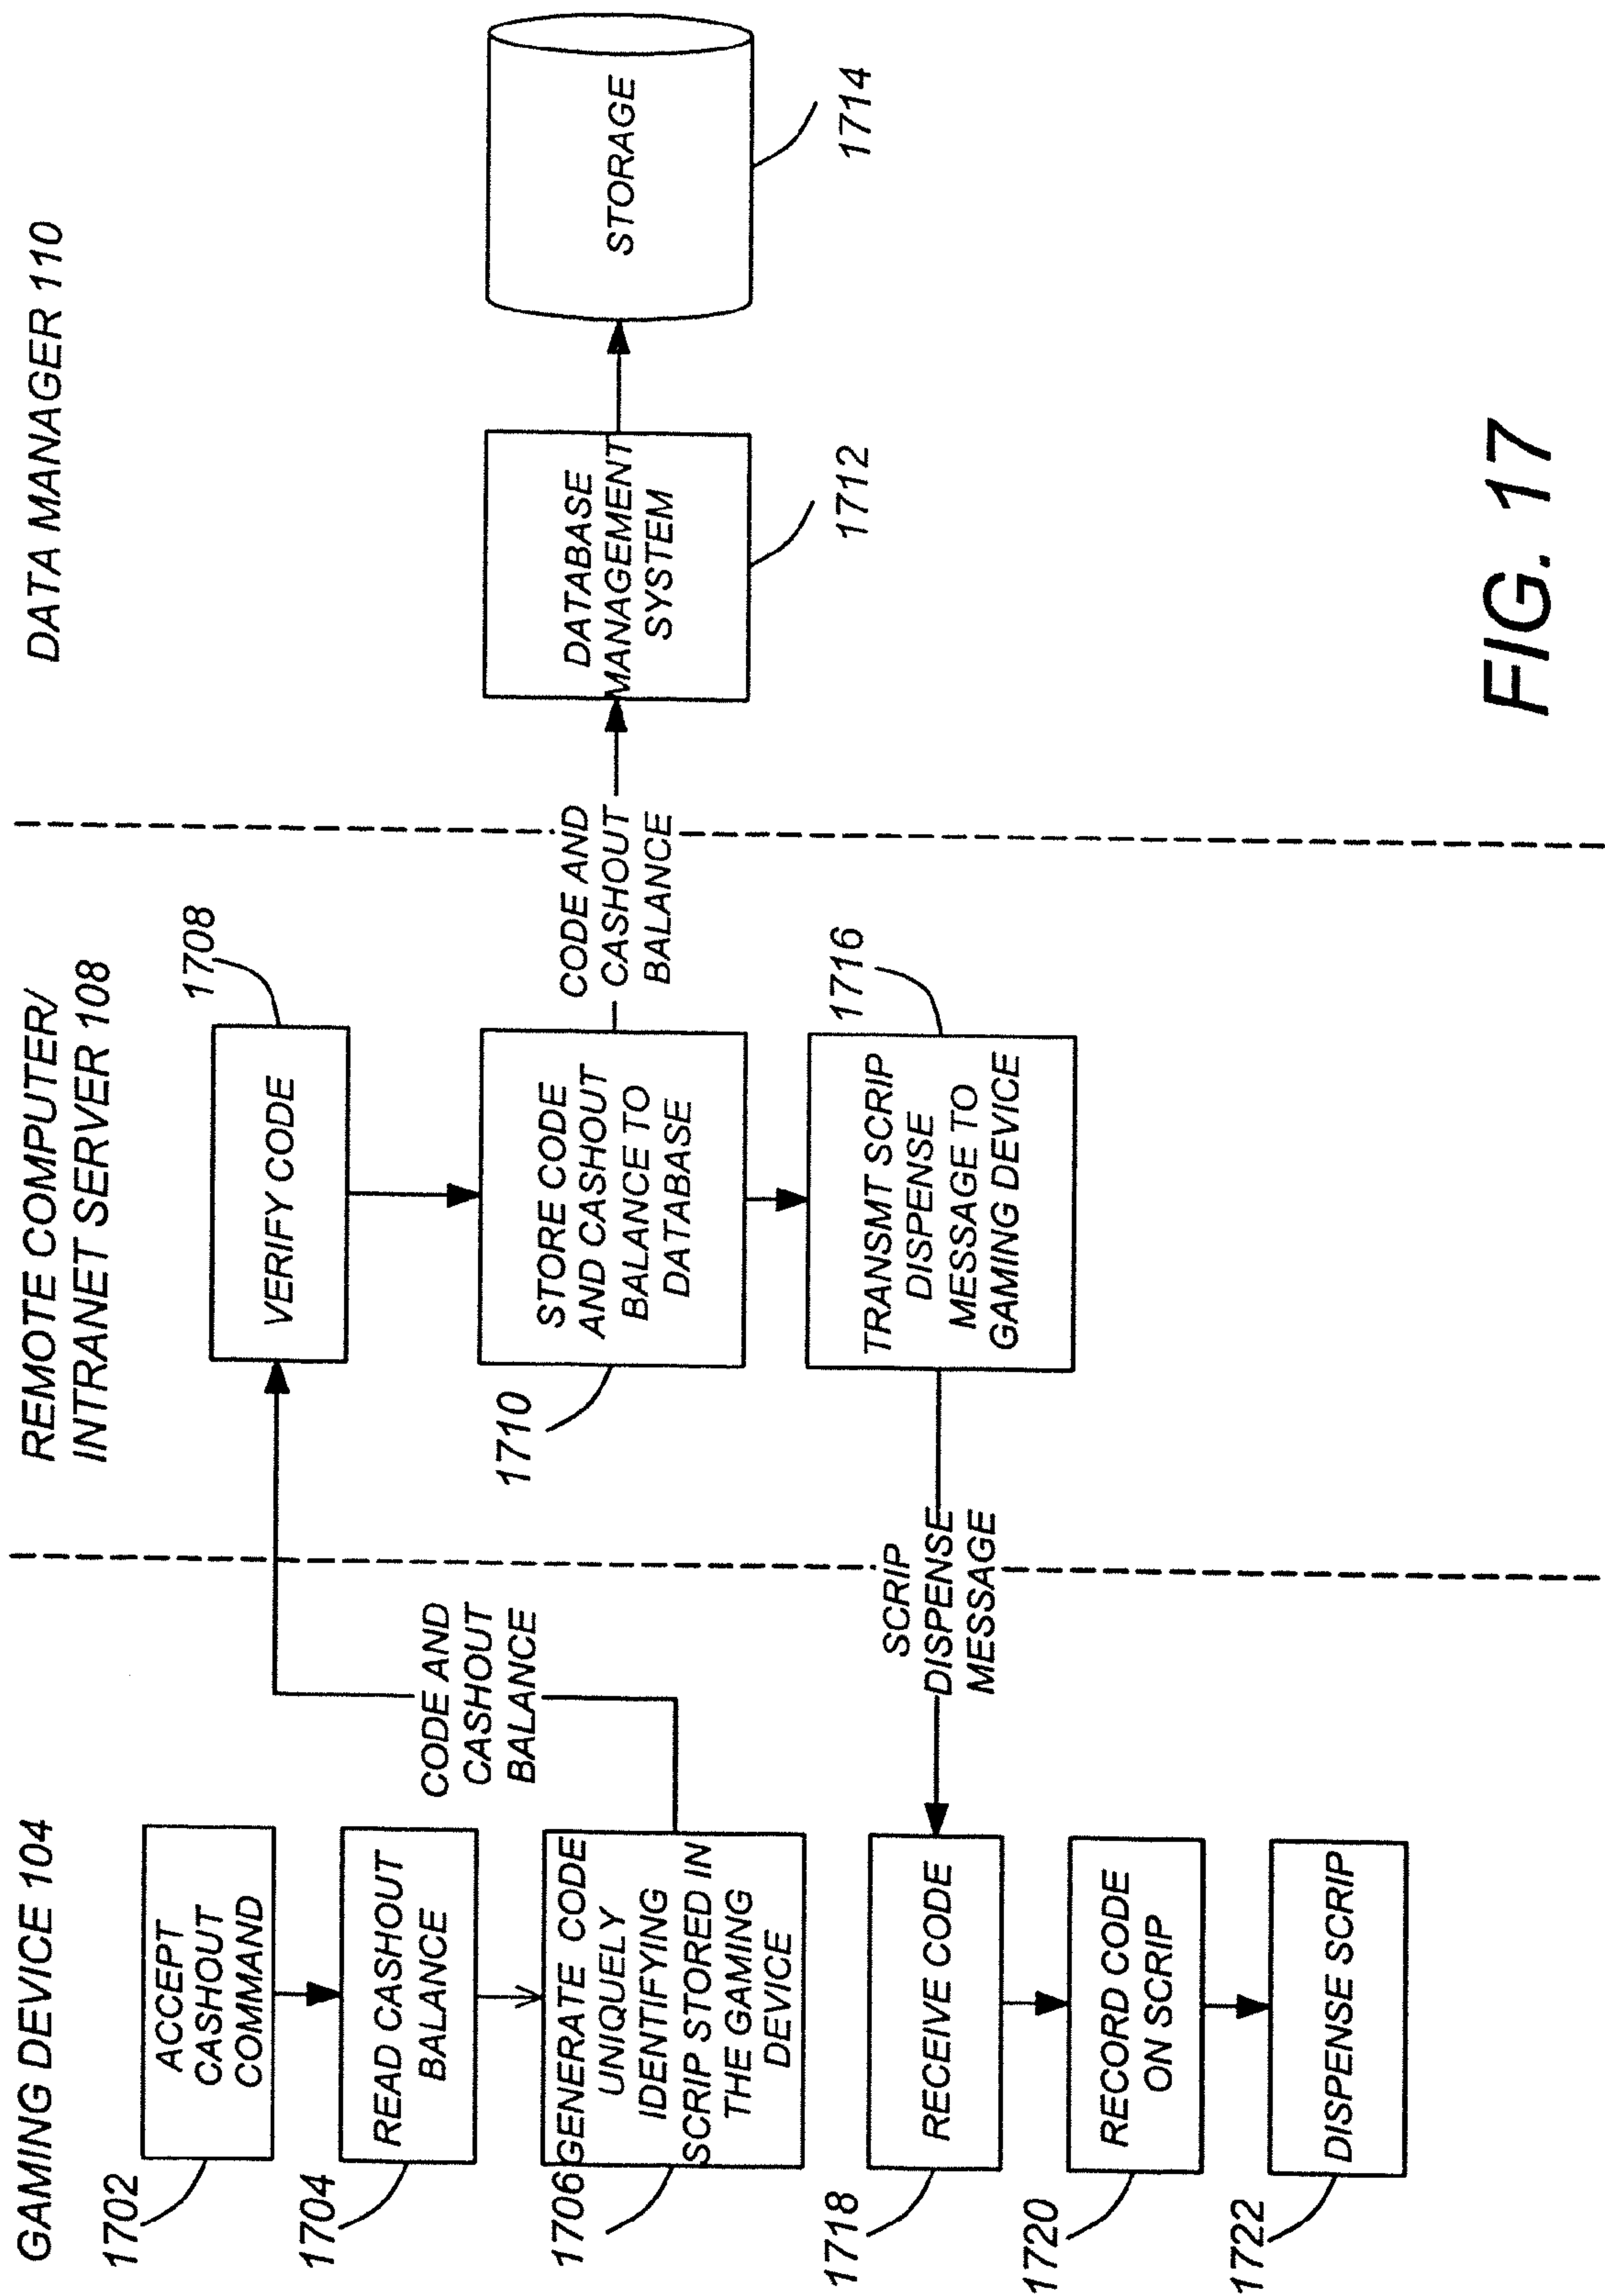 GAMING DEVICE 104
REMOTE COMPUTER/
INTRANET SERVER 108
DATA MANAGER 110
1702
ACCEPT
CASHOUT
COMMAND
1704
READ CASHOUT
BALANCE
1706
GENERATE CODE
UNIQUELY
IDENTIFYING
SCRIP STORED IN
THE GAMING
DEVICE
CODE AND
CASHOUT
BALANCE
1708
VERIFY CODE
1710
STORE CODE
AND CASHOUT
BALANCE TO
DATABASE
CODE AND
CASHOUT
BALANCE
DATABASE
MANAGEMENT
SYSTEM
1712
STORAGE
1714
1716
TRANSMT SCRIP
DISPENSE
MESSAGE TO
GAMING DEVICE
SCRIP
DISPENSE
MESSAGE
1718
RECEIVE CODE
1720
RECORD CODE
ON SCRIP
1722
DISPENSE SCRIP
FIG. 17